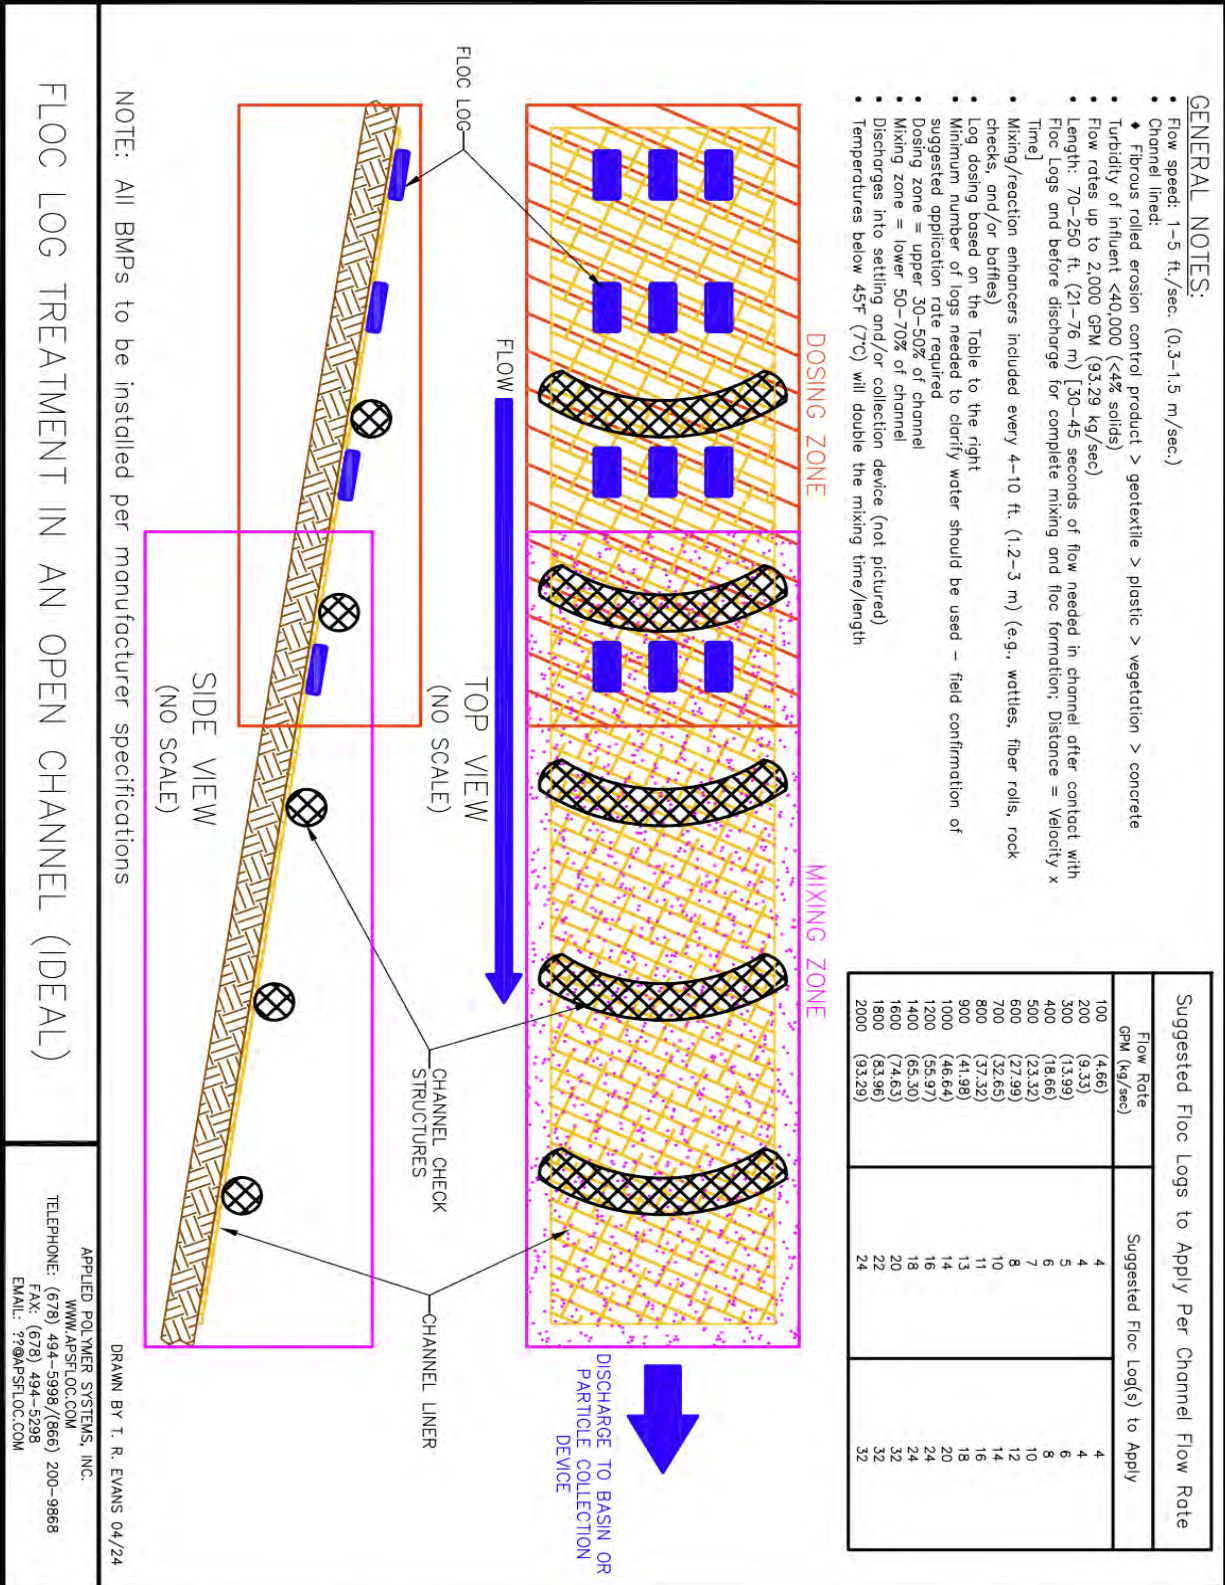 GENERAL NOTES:
• Flow speed: 1-5 ft./sec. (0.3-1.5 m/sec.)
• Channel lined:
♦ Fibrous rolled erosion control product > geotextile > plastic > vegetation > concrete
• Turbidity of influent <40,000 (<4% solids)
• Flow rates up to 2,000 GPM (93.29 kg/sec)
• Length: 70-250 ft. (21-76 m) [30-45 seconds of flow needed in channel after contact with
Floc Logs and before discharge for complete mixing and floc formation; Distance = Velocity x
Time]
• Mixing/reaction enhancers included every 4-10 ft. (1.2-3 m) (e.g., wattles, fiber rolls, rock
checks, and/or baffles)
• Log dosing based on the Table to the right
• Minimum number of logs needed to clarify water should be used - field confirmation of
suggested application rate required
• Dosing zone = upper 30-50% of channel
• Mixing zone = lower 50-70% of channel
• Discharges into settling and/or collection device (not pictured)
• Temperatures below 45°F (7°C) will double the mixing time/length
Suggested Floc Logs to Apply Per Channel Flow Rate
Flow Rate
GPM (kg/sec)
Suggested Floc Log(s) to Apply
100 (4.66) 4 4
200 (9.33) 4 4
300 (13.99) 5 6
400 (18.66) 6 8
500 (23.32) 7 10
600 (27.99) 8 12
700 (32.65) 10 14
800 (37.32) 11 16
900 (41.98) 13 18
1000 (46.64) 14 20
1200 (55.97) 16 24
1400 (65.30) 18 24
1600 (74.63) 20 32
1800 (83.96) 22 32
2000 (93.29) 24 32
DOSING ZONE
MIXING ZONE
DISCHARGE TO BASIN OR
PARTICLE COLLECTION
DEVICE
FLOC LOG
FLOW
TOP VIEW
(NO SCALE)
CHANNEL CHECK
STRUCTURES
CHANNEL LINER
SIDE VIEW
(NO SCALE)
NOTE: All BMPs to be installed per manufacturer specifications
DRAWN BY T. R. EVANS 04/24
FLOC LOG TREATMENT IN AN OPEN CHANNEL (IDEAL)
APPLIED POLYMER SYSTEMS, INC.
WWW.APSFLOC.COM
TELEPHONE: (678) 494-5998/(866) 200-9868
FAX: (678) 494-5298
EMAIL: ??@APSFLOC.COM